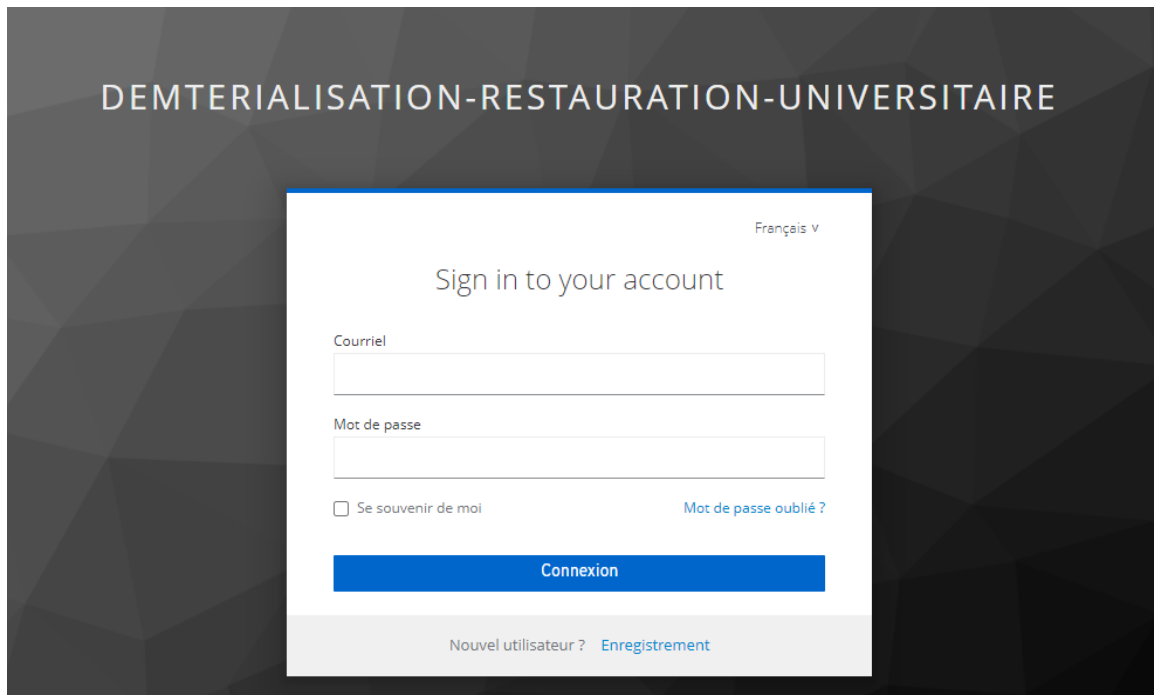 DEMTERIALISATION-RESTAURATION-UNIVERSITAIRE
Français v
Sign in to your account
Courriel
Mot de passe
Se souvenir de moi Mot de passe oublié ?
Connexion
Nouvel utilisateur ? Enregistrement